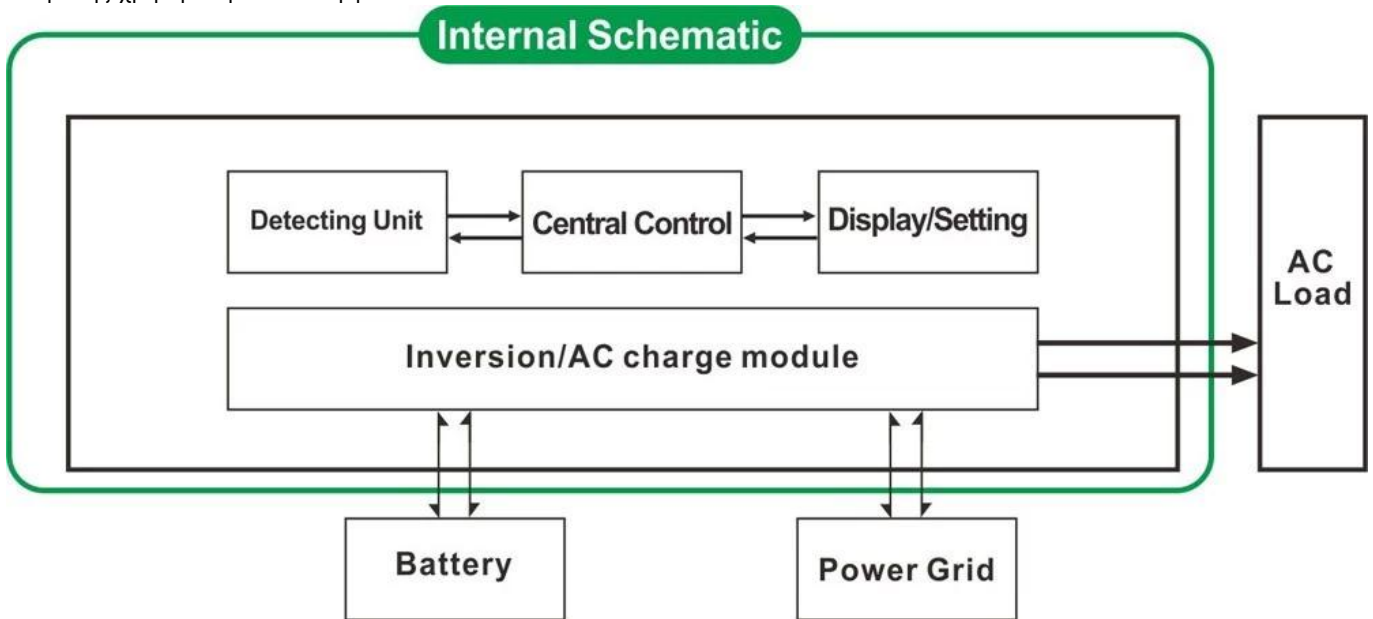 Internal Schematic
Detecting Unit
Central Control
Display/Setting
AC
Load
Inversion/AC charge module
Battery
Power Grid